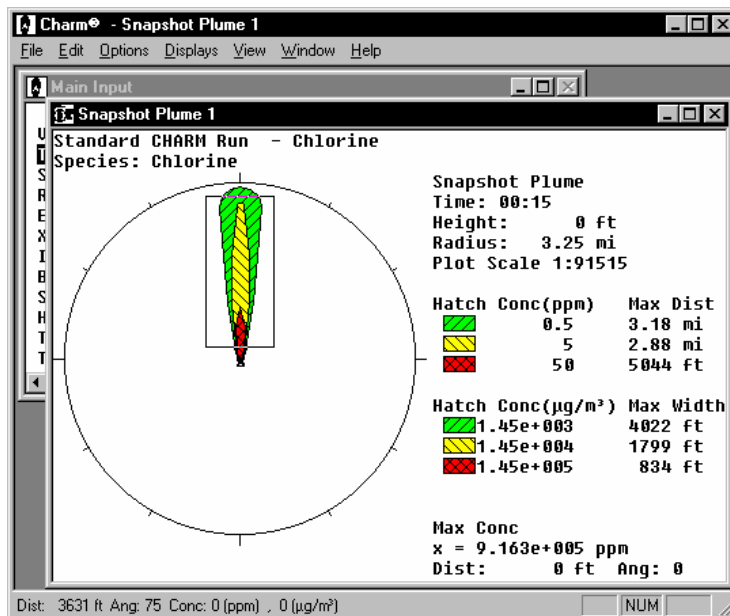 Charm® - Snapshot Plume 1
File Edit Options Displays View Window Help
Main Input
Snapshot Plume 1
U
T
S
R
E
X
I
B
S
H
T
T
Standard CHARM Run - Chlorine
Species: Chlorine
Snapshot Plume
Time: 00:15
Height: 0 ft
Radius: 3.25 mi
Plot Scale 1:91515
Hatch Conc(ppm) Max Dist
0.5 3.18 mi
5 2.88 mi
50 5044 ft
Hatch Conc(µg/m³) Max Width
1.45e+003 4022 ft
1.45e+004 1799 ft
1.45e+005 834 ft
Max Conc
x = 9.163e+005 ppm
Dist: 0 ft Ang: 0
Dist: 3631 ft Ang: 75 Conc: 0 (ppm) , 0 (µg/m³) NUM